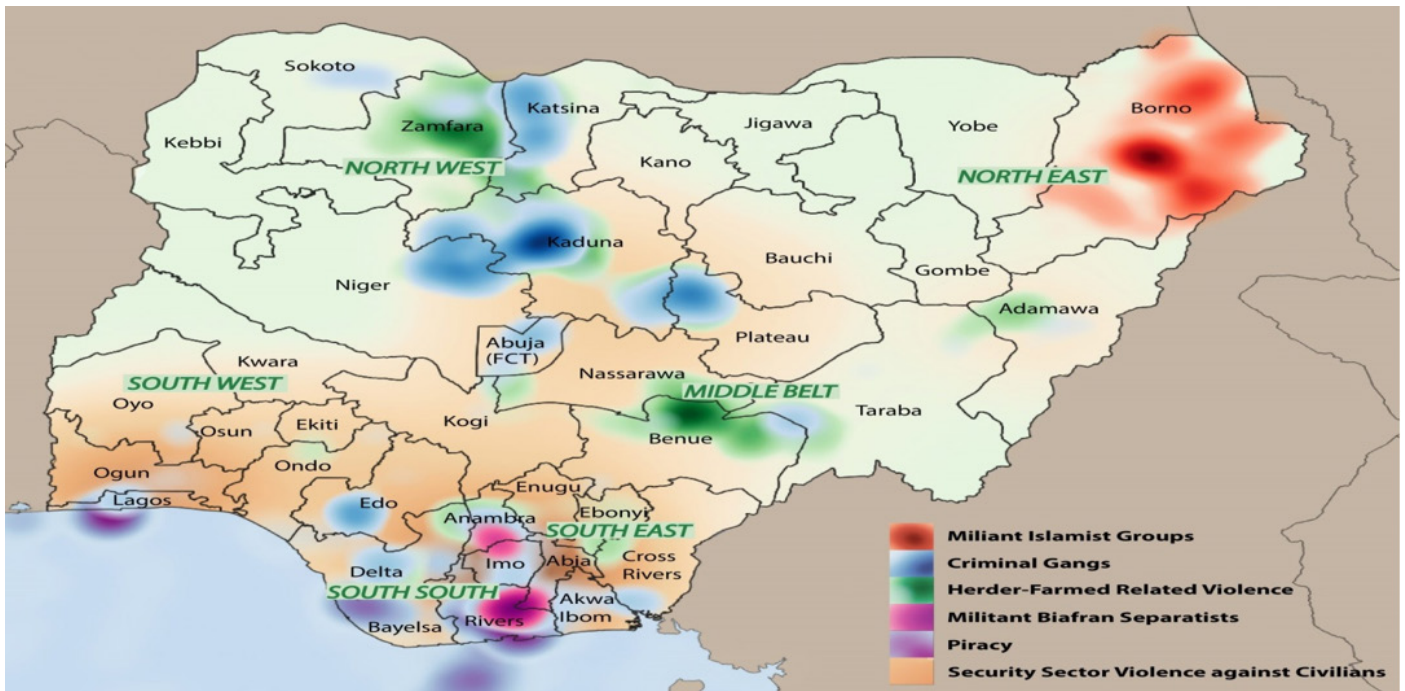 Sokoto
Katsina
Borno
Zamfara
Jigawa
Yobe
Kebbi
Kano
NORTH WEST
NORTH EAST
Kaduna
Bauchi
Gombe
Niger
Adamawa
Abuja
(FCT)
Plateau
Kwara
Nassarawa
SOUTH WEST
MIDDLE BELT
Oyo
Taraba
Kogi
Osun
Ekiti
Benue
Ogun
Ondo
Enugu
Lagos
Edo
Anambra
Ebonyi
SOUTH EAST
Imo
Abia
Cross
Rivers
Delta
SOUTH SOUTH
Akwa
Ibom
Rivers
Bayelsa
Miliant Islamist Groups
Criminal Gangs
Herder-Farmed Related Violence
Militant Biafran Separatists
Piracy
Security Sector Violence against Civilians